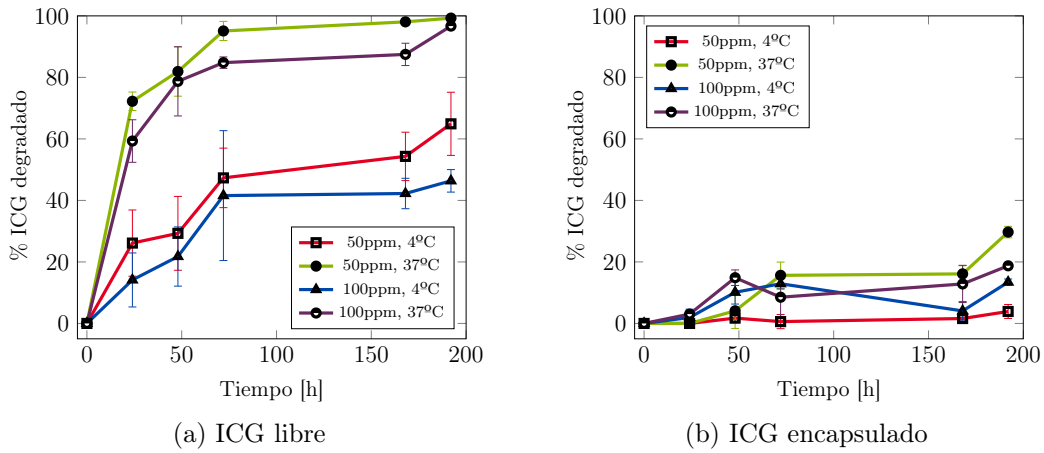 100
80
60
40
20
0
% ICG degradado
50ppm, 4ºC
50ppm, 37ºC
100ppm, 4ºC
100ppm, 37ºC
0
50
100
150
200
Tiempo [h]
(a) ICG libre
100
80
60
40
20
0
% ICG degradado
50ppm, 4ºC
50ppm, 37ºC
100ppm, 4ºC
100ppm, 37ºC
0
50
100
150
200
Tiempo [h]
(b) ICG encapsulado